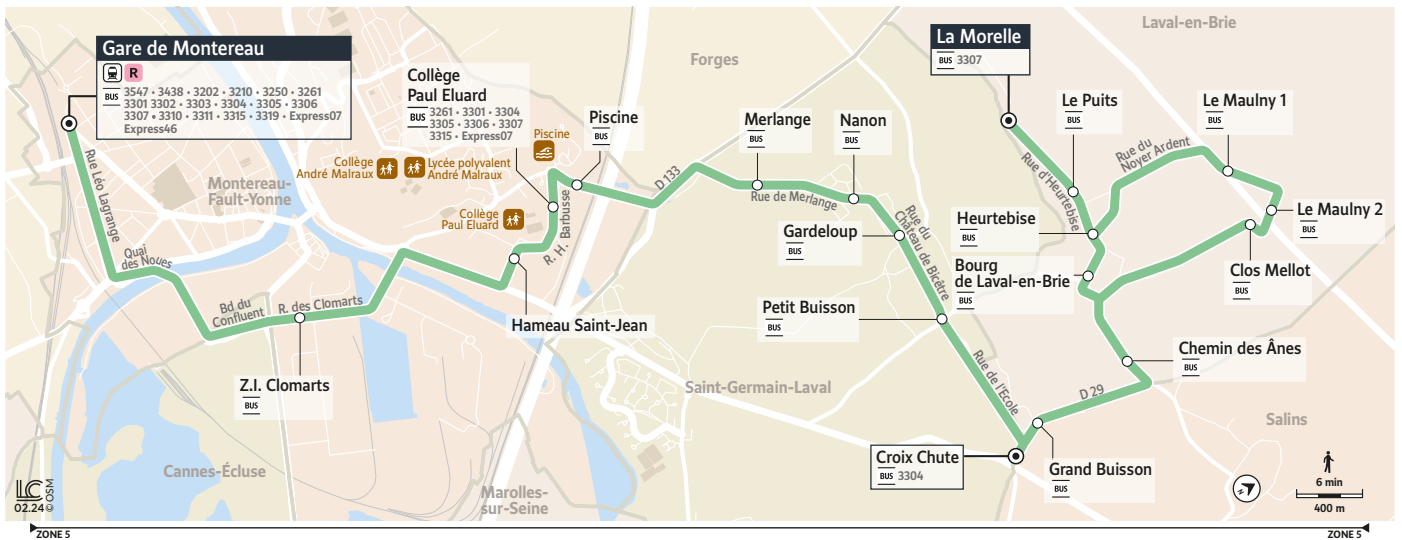 Gare de Montereau
R
BUS 3547 • 3438 • 3202 • 3210 • 3250 • 3261
3301 3302 • 3303 • 3304 • 3305 • 3306
3307 • 3310 • 3311 • 3315 • 3319 • Express07
Express46
Rue Léo Lagrange
Montereau-
Fault-Yonne
Quai
des Noues
Bd du
Confluent
R. des Clomarts
Z.I. Clomarts
BUS
Cannes-Écluse
LC
02.24 © OSM
Collège
Paul Eluard
BUS 3261 • 3301 • 3304
3305 • 3306 • 3307
3315 • Express07
Collège
André Malraux
Lycée polyvalent
André Malraux
Piscine
Collège
Paul Eluard
Piscine
BUS
R. H. Barbusse
Hameau Saint-Jean
Marolles-
sur-Seine
D 133
Forges
Merlange
BUS
Rue de Merlange
Nanon
BUS
Gardeloup
BUS
Rue du
Château de Bicêtre
Petit Buisson
BUS
Saint-Germain-Laval
Rue de l'Ecole
Croix Chute
BUS 3304
Grand Buisson
BUS
D 29
Chemin des Ânes
BUS
Salins
La Morelle
BUS 3307
Laval-en-Brie
Le Puits
BUS
Rue d'Heurtebise
Heurtebise
BUS
Bourg
de Laval-en-Brie
BUS
Rue du
Noyer Ardent
Le Maulny 1
BUS
Le Maulny 2
BUS
Clos Mellot
BUS
N
6 min
400 m
ZONE 5
ZONE 5